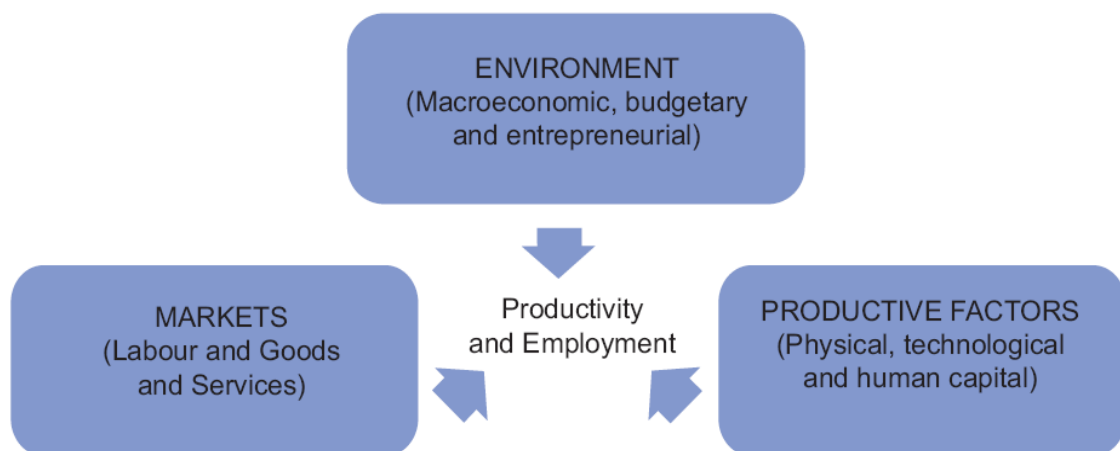 ENVIRONMENT
(Macroeconomic, budgetary
and entrepreneurial)
MARKETS
(Labour and Goods
and Services)
Productivity
and Employment
PRODUCTIVE FACTORS
(Physical, technological
and human capital)